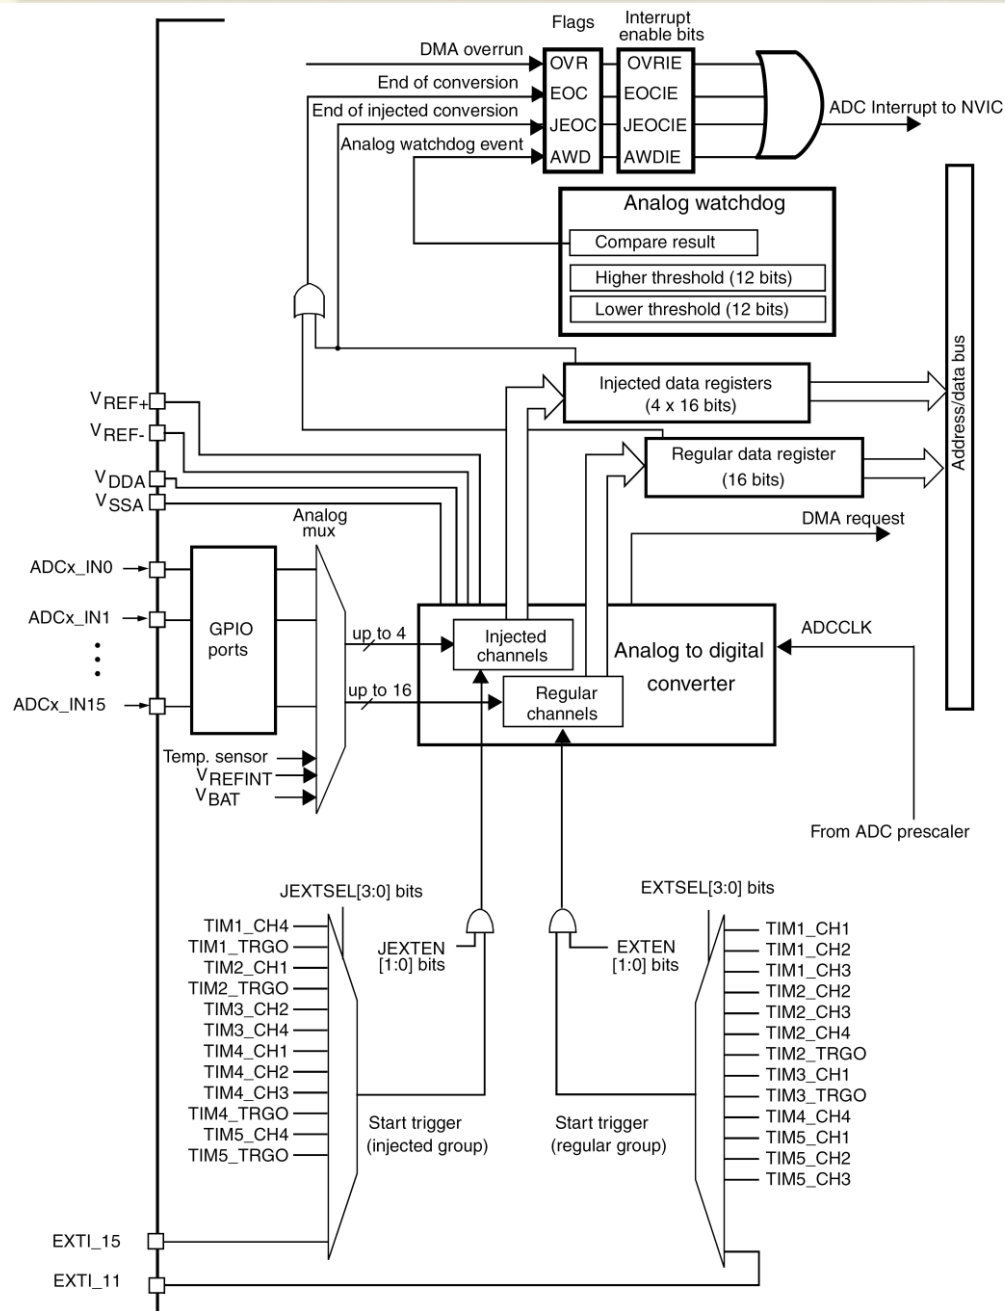 Flags
Interrupt
enable bits
DMA overrun
OVR
OVRIE
End of conversion
EOC
EOCIE
End of injected conversion
JEOC
JEOCIE
Analog watchdog event
AWD
AWDIE
ADC Interrupt to NVIC
Analog watchdog
Compare result
Higher threshold (12 bits)
Lower threshold (12 bits)
Address/data bus
Injected data registers
(4 x 16 bits)
Regular data register
(16 bits)
DMA request
VREF+
VREF-
VDDA
VSSA
Analog
mux
ADCx_IN0
ADCx_IN1
ADCx_IN15
GPIO
ports
up to 4
up to 16
Injected
channels
Regular
channels
Analog to digital
converter
ADCCLK
Temp. sensor
VREFINT
VBAT
From ADC prescaler
JEXTSEL[3:0] bits
EXTSEL[3:0] bits
JEXTEN
[1:0] bits
EXTEN
[1:0] bits
TIM1_CH4
TIM1_TRGO
TIM2_CH1
TIM2_TRGO
TIM3_CH2
TIM3_CH4
TIM4_CH1
TIM4_CH2
TIM4_CH3
TIM4_TRGO
TIM5_CH4
TIM5_TRGO
Start trigger
(injected group)
Start trigger
(regular group)
TIM1_CH1
TIM1_CH2
TIM1_CH3
TIM2_CH2
TIM2_CH3
TIM2_CH4
TIM2_TRGO
TIM3_CH1
TIM3_TRGO
TIM4_CH4
TIM5_CH1
TIM5_CH2
TIM5_CH3
EXTI_15
EXTI_11